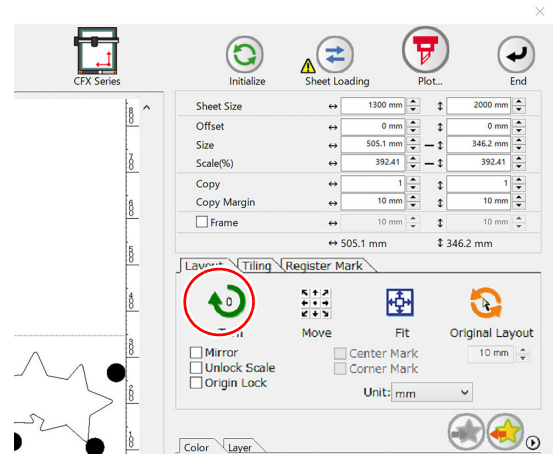 CFX Series
Initialize
Sheet Loading
Plot...
End
Sheet Size 1300 mm 2000 mm
Offset 0 mm 0 mm
Size 505.1 mm 346.2 mm
Scale(%) 392.41 392.41
Copy 1 1
Copy Margin 10 mm 10 mm
Frame 10 mm 10 mm
505.1 mm 346.2 mm
Layout Tiling Register Mark
0
Move Fit Original Layout
Mirror Center Mark 10 mm
Unlock Scale Corner Mark
Origin Lock
Unit: mm
Color Layer